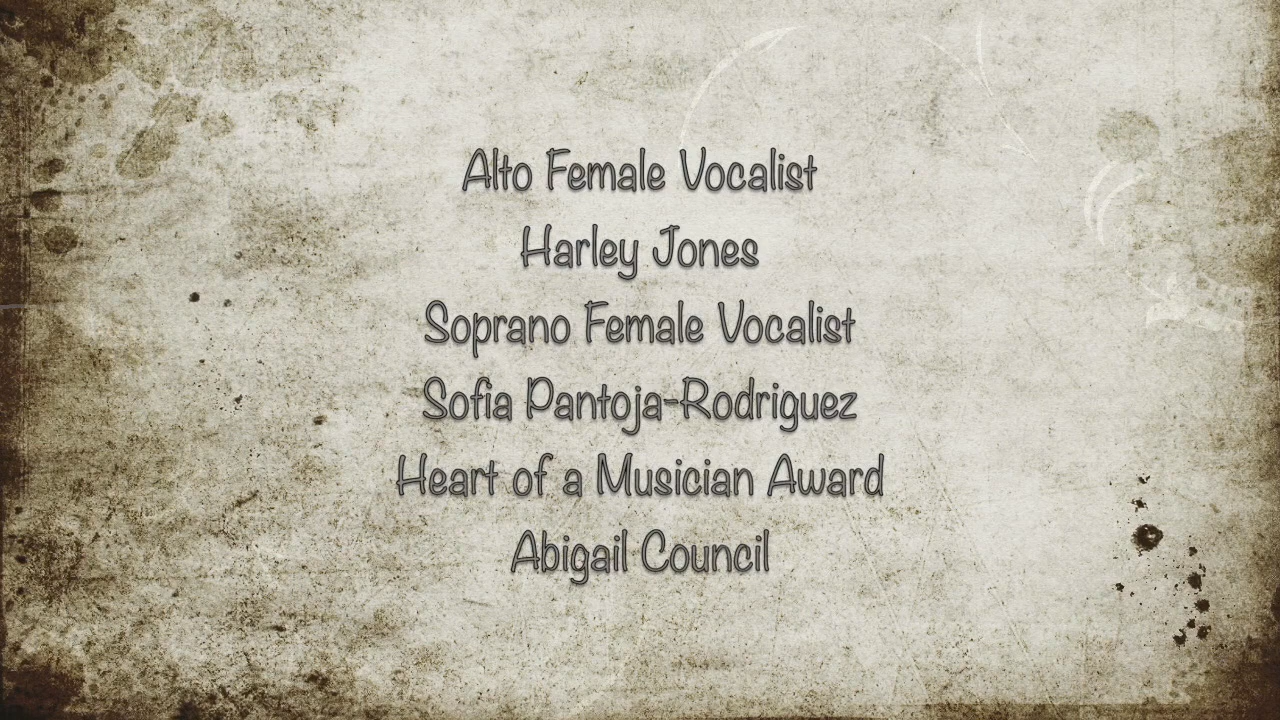 Alto Female Vocalist
Harley Jones
Soprano Female Vocalist
Sofia Pantoja-Rodriguez
Heart of a Musician Award
Abigail Council